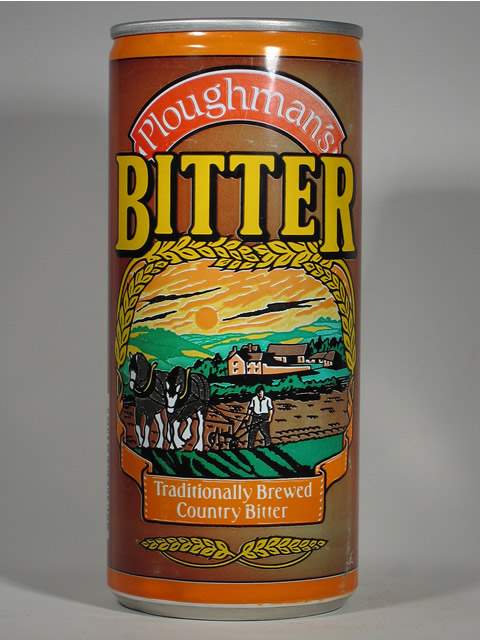 Ploughman's
BITTER
Traditionally Brewed
Country Bitter